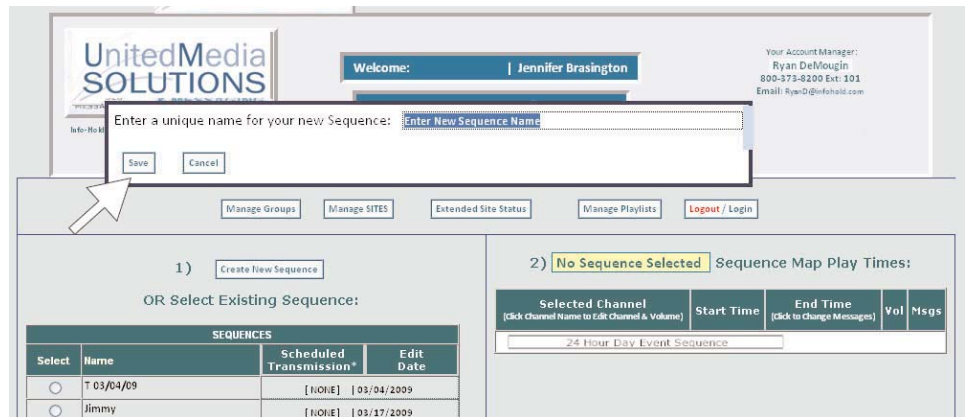 UnitedMedia
SOLUTIONS
Welcome: | Jennifer Brasington
Your Account Manager:
Ryan DeMougin
800-373-8200 Ext: 101
Email: RyanD@infohold.com
Enter a unique name for your new Sequence: Enter New Sequence Name
Save Cancel
Manage Groups Manage SITES Extended Site Status Manage Playlists Logout / Login
1) Create New Sequence
OR Select Existing Sequence:
SEQUENCES
Select Name Scheduled Transmission* Edit Date
T 03/04/09 [NONE] | 03/04/2009
Jimmy [NONE] | 03/17/2009
2) No Sequence Selected Sequence Map Play Times:
Selected Channel Start Time End Time Vol Msgs
(Click Channel Name to Edit Channel & Volume) (Click to Change Messages)
24 Hour Day Event Sequence